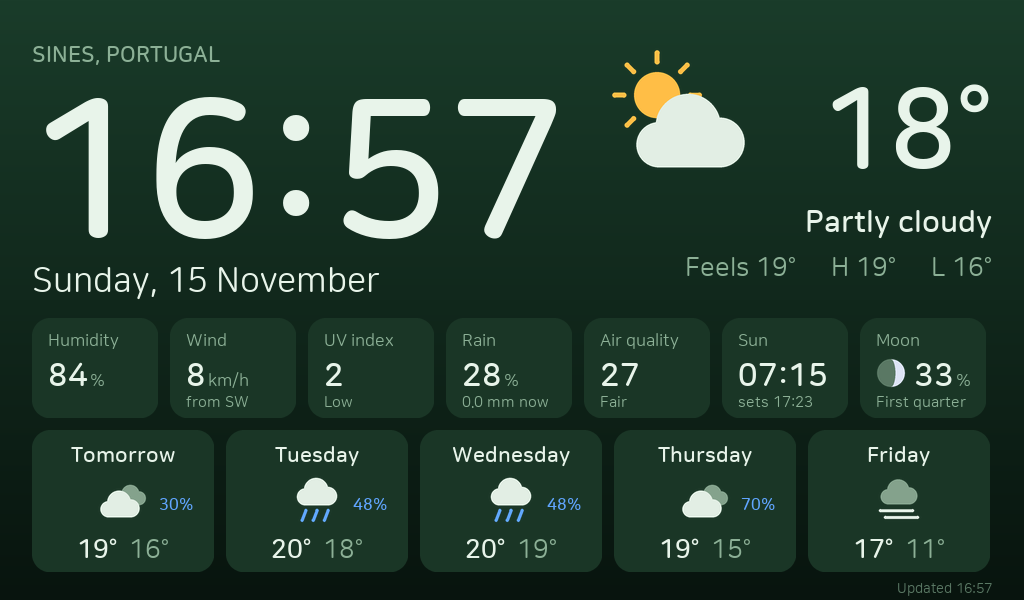 SINES, PORTUGAL
16:57
18°
Partly cloudy
Feels 19° H 19° L 16°
Sunday, 15 November
Humidity
84%
Wind
8 km/h
from SW
UV index
2
Low
Rain
28%
0.0 mm now
Air quality
27
Fair
Sun
07:15
sets 17:23
Moon
33%
First quarter
Tomorrow
30%
19° 16°
Tuesday
48%
20° 18°
Wednesday
48%
20° 19°
Thursday
70%
19° 15°
Friday
17° 11°
Updated 16:57